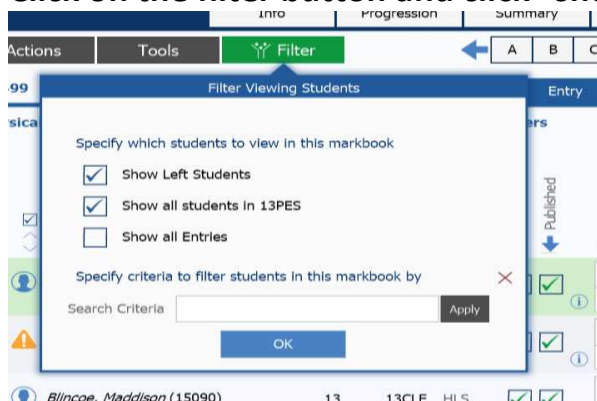 Info Progression Summary
Actions Tools Filter A B C
99
Filter Viewing Students
Entry
Specify which students to view in this markbook
Show Left Students
Show all students in 13PES
Show all Entries
Published
Specify criteria to filter students in this markbook by
Search Criteria Apply
OK
Blincoe, Maddison (15090) 13 13CLE HLS